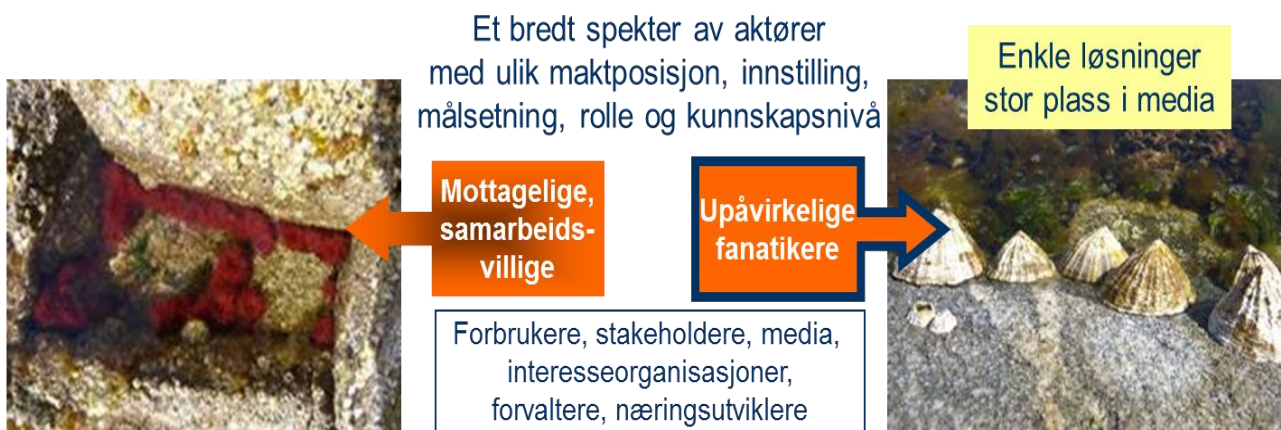 Et bredt spekter av aktører
med ulik maktposisjon, innstilling,
målsetning, rolle og kunnskapsnivå
Enkle løsninger
stor plass i media
Mottagelige,
samarbeids-
villige
Upåvirkelige
fanatikere
Forbrukere, stakeholdere, media,
interesseorganisasjoner,
forvaltere, næringsutviklere